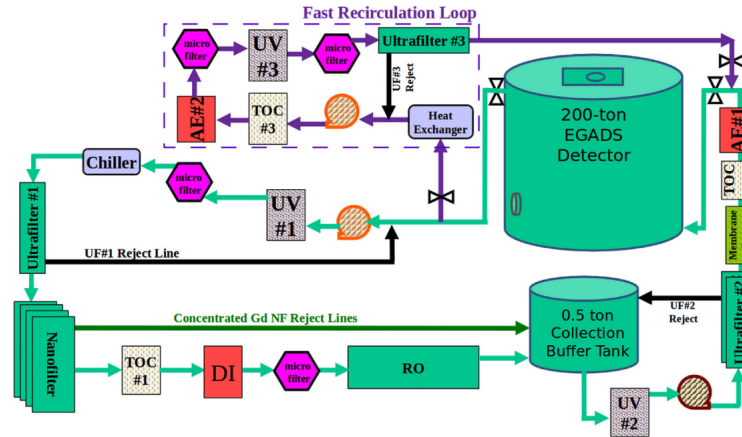 Fast Recirculation Loop
micro
filter
UV
#3
micro
filter
Ultrafilter #3
UF#3
Reject
AE#2
TOC
#3
Heat
Exchanger
200-ton
EGADS
Detector
AE#1
TOC
Membrane
Ultrafilter #2
Chiller
micro
filter
UV
#1
Ultrafilter #1
UF#1 Reject Line
Concentrated Gd NF Reject Lines
Nanofilter
TOC
#1
DI
micro
filter
RO
0.5 ton
Collection
Buffer Tank
UF#2
Reject
UV
#2